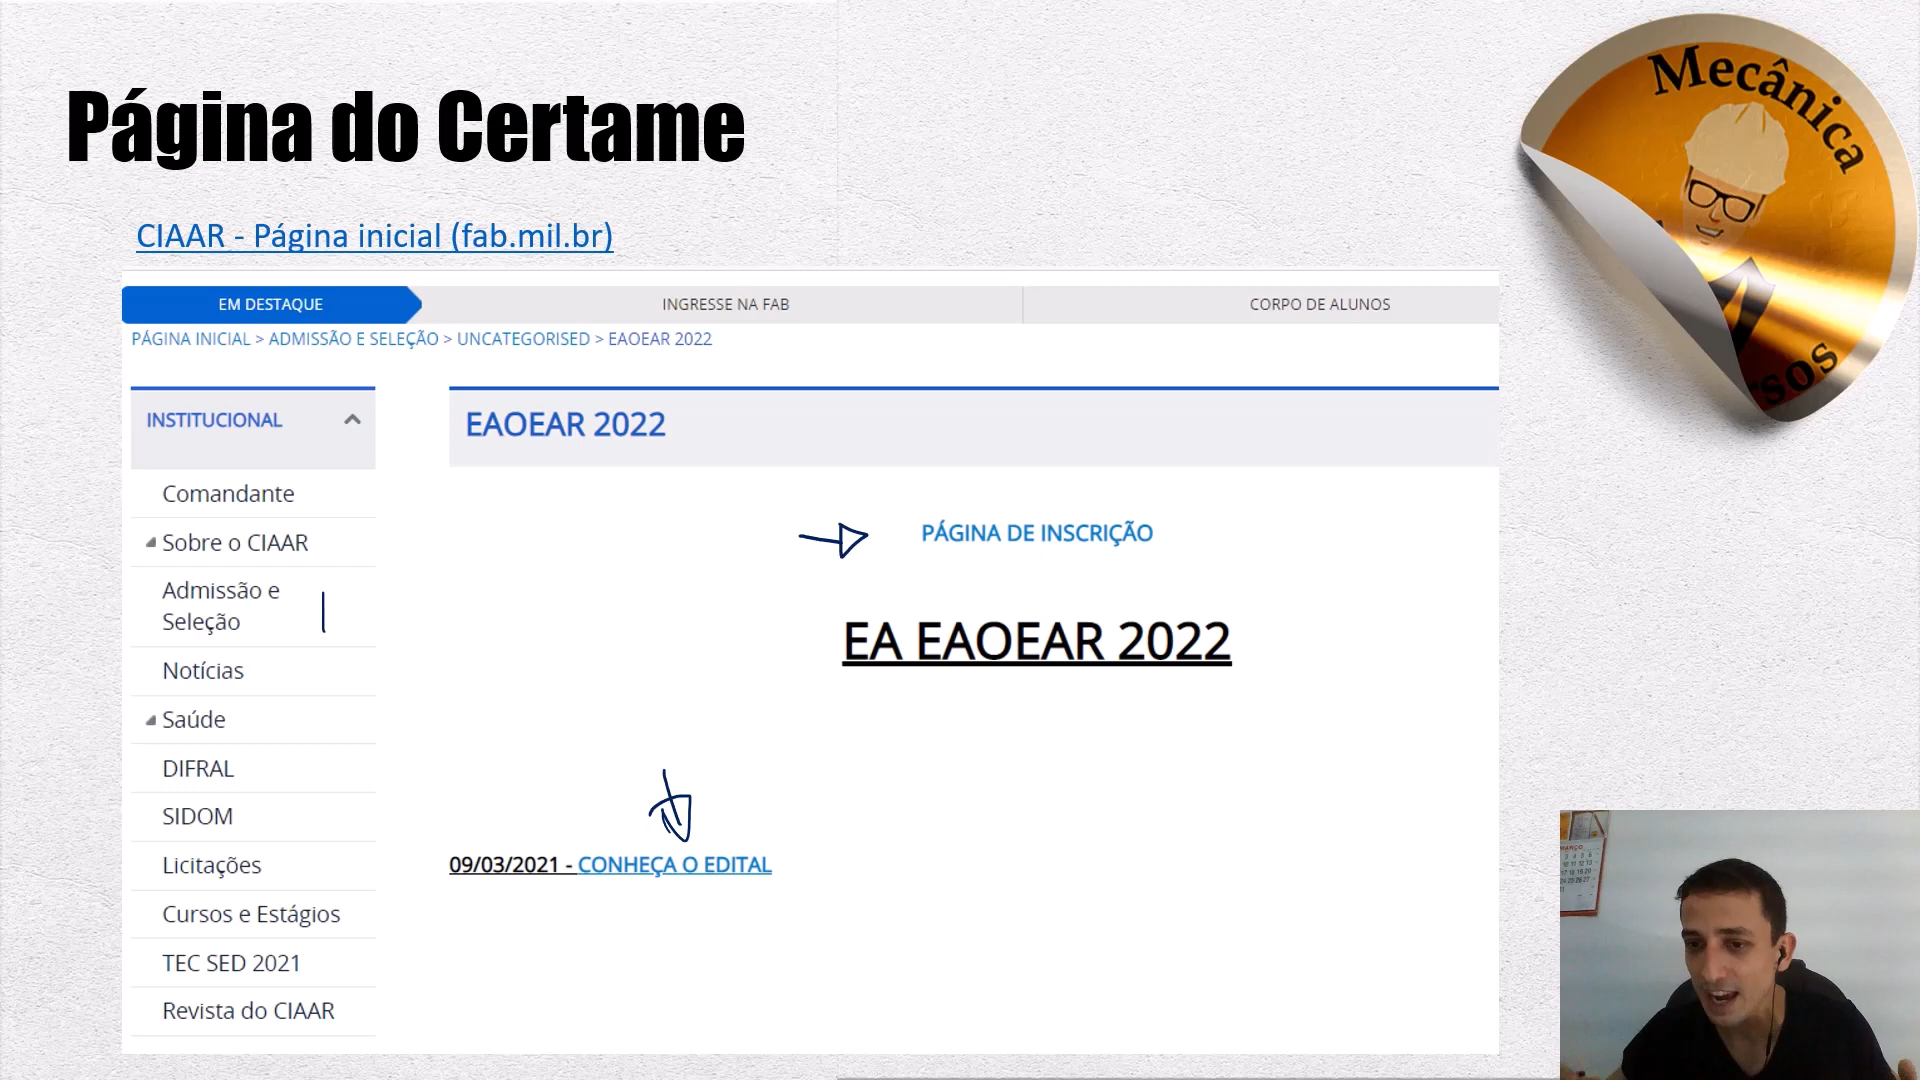 Página do Certame
Mecânica
CIAAR - Página inicial (fab.mil.br)
EM DESTAQUE
INGRESSE NA FAB
CORPO DE ALUNOS
PÁGINA INICIAL > ADMISSÃO E SELEÇÃO > UNCATEGORISED > EAOEAR 2022
INSTITUCIONAL
Comandante
Sobre o CIAAR
Admissão e
Seleção
Notícias
Saúde
DIFRAL
SIDOM
Licitações
Cursos e Estágios
TEC SED 2021
Revista do CIAAR
EAOEAR 2022
PÁGINA DE INSCRIÇÃO
EA EAOEAR 2022
09/03/2021 - CONHEÇA O EDITAL